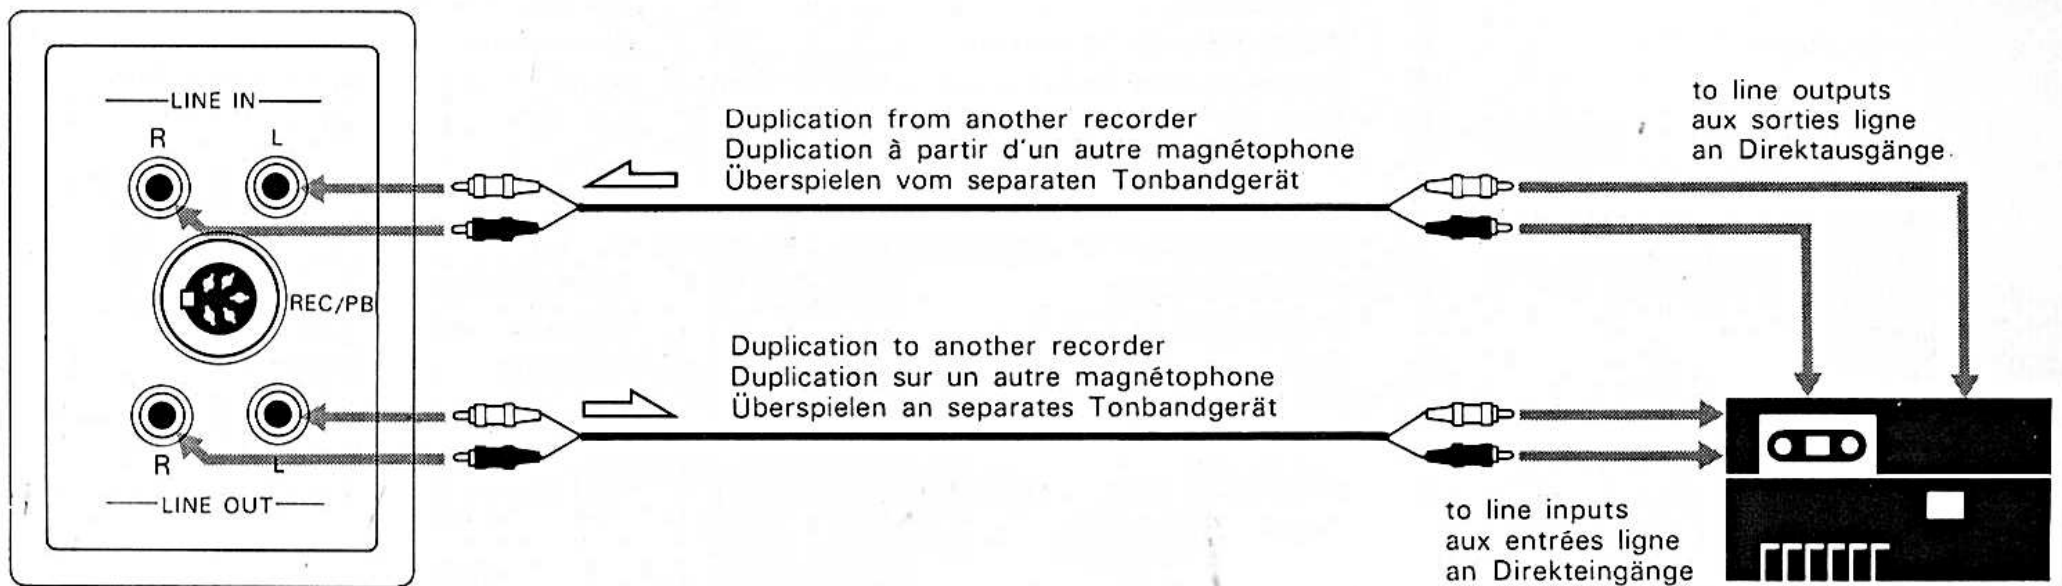 LINE IN
R L
REC/PB
R L
LINE OUT
Duplication from another recorder
Duplication à partir d'un autre magnétophone
Überspielen vom separaten Tonbandgerät
to line outputs
aux sorties ligne
an Direktausgänge
Duplication to another recorder
Duplication sur un autre magnétophone
Überspielen an separates Tonbandgerät
to line inputs
aux entrées ligne
an Direkteingänge